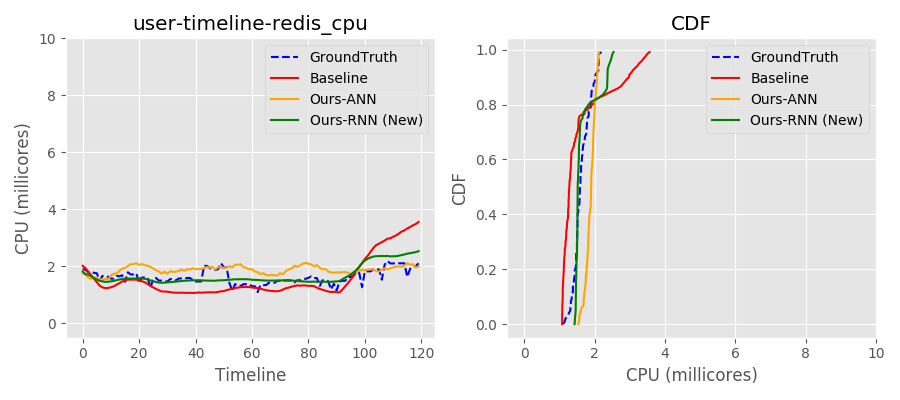 user-timeline-redis_cpu
10
8
6
4
2
0
CPU (millicores)
GroundTruth
Baseline
Ours-ANN
Ours-RNN (New)
0 20 40 60 80 100 120
Timeline
CDF
1.0
0.8
0.6
0.4
0.2
0.0
CDF
GroundTruth
Baseline
Ours-ANN
Ours-RNN (New)
0 2 4 6 8 10
CPU (millicores)